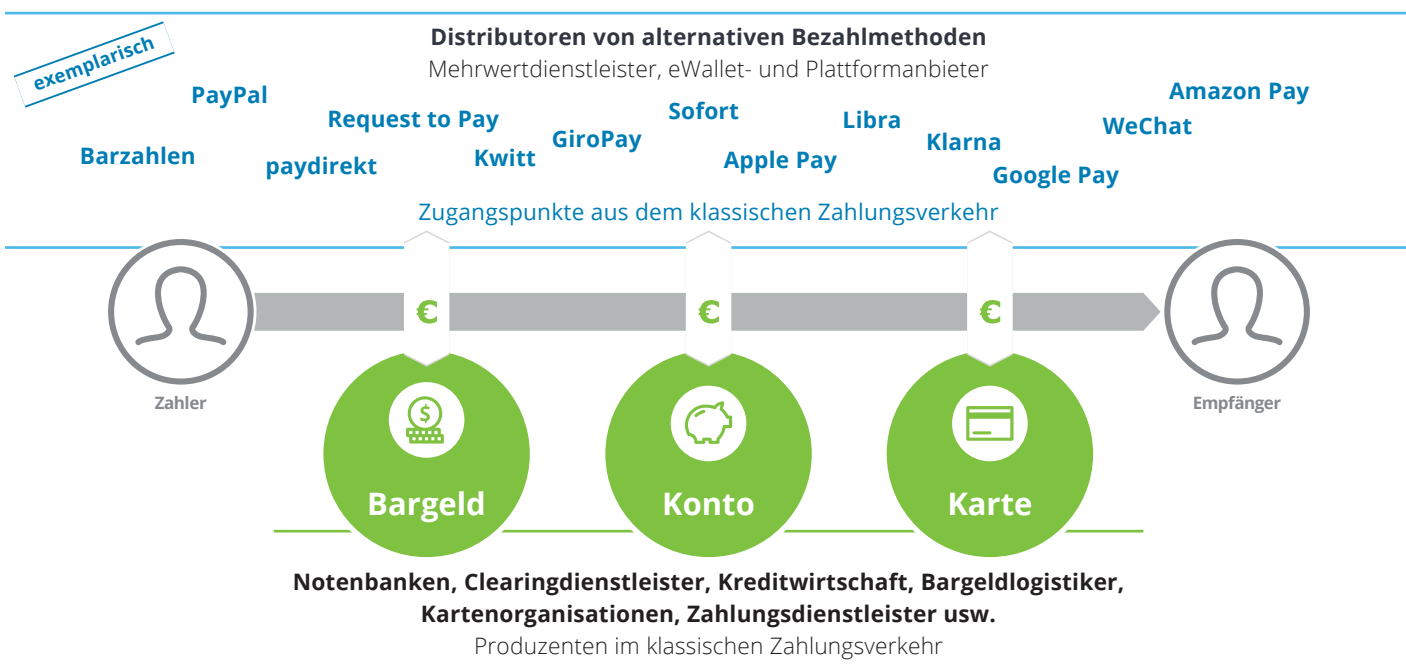 exemplarisch
Distributoren von alternativen Bezahlmethoden
Mehrwertdienstleister, eWallet- und Plattformanbieter
PayPal
Amazon Pay
Request to Pay
Sofort
Libra
WeChat
Barzahlen
paydirekt
Kwitt
GiroPay
Apple Pay
Klarna
Google Pay
Zugangspunkte aus dem klassischen Zahlungsverkehr
€
€
€
Zahler
Empfänger
$
Bargeld
Konto
Karte
Notenbanken, Clearingdienstleister, Kreditwirtschaft, Bargeldlogistiker,
Kartenorganisationen, Zahlungsdienstleister usw.
Produzenten im klassischen Zahlungsverkehr